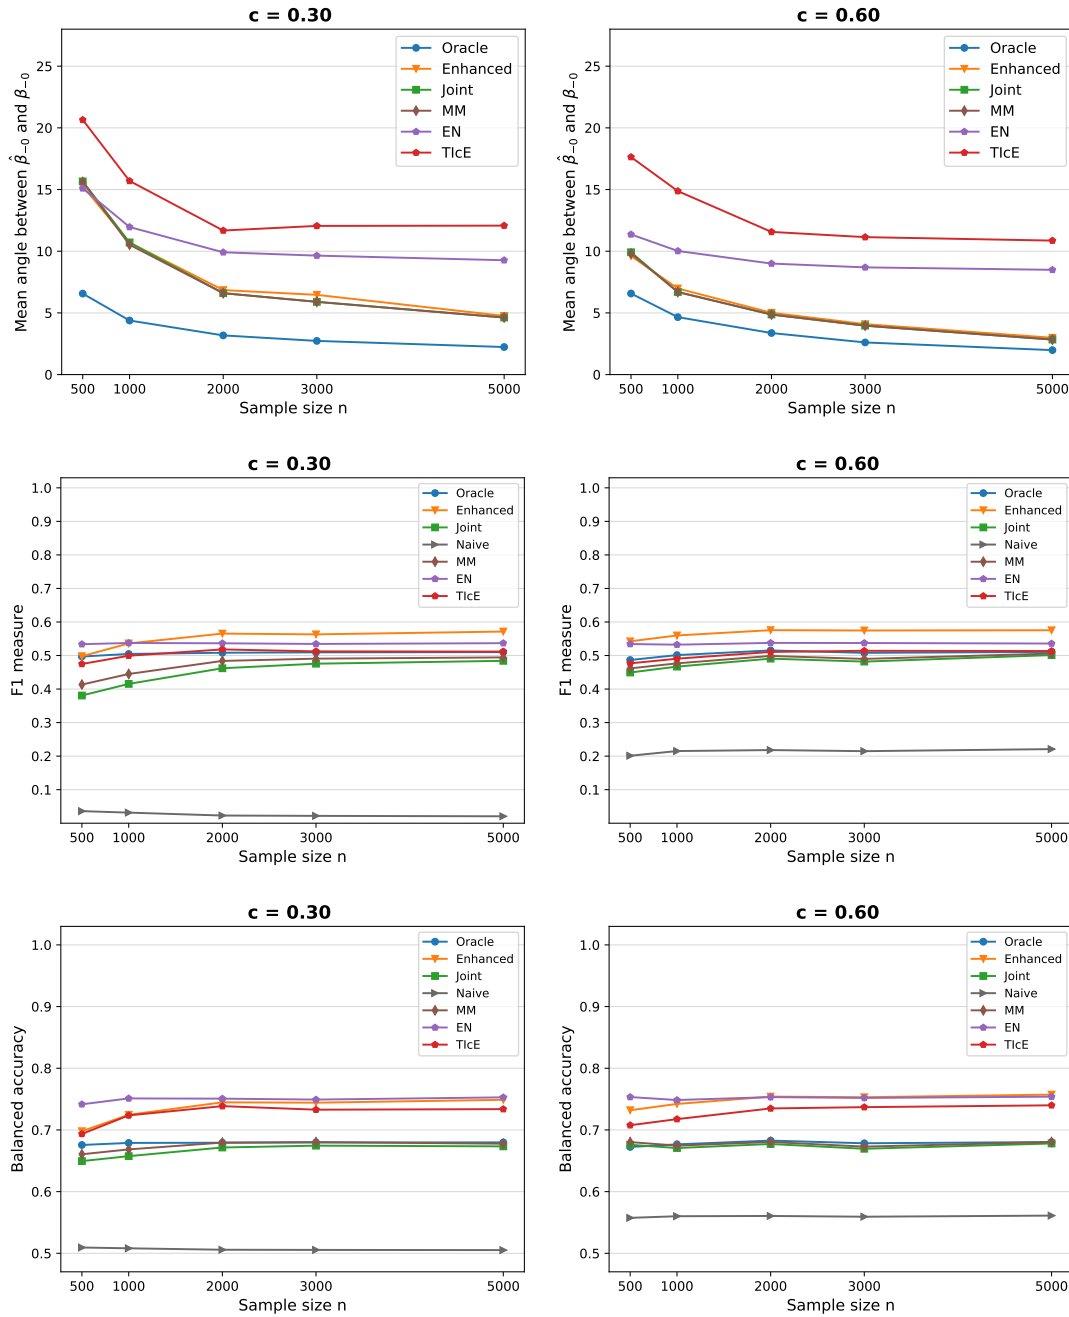 c = 0.30
Mean angle between β̂₋₀ and β₋₀
25
20
15
10
5
0
500 1000 2000 3000 5000
Sample size n
Oracle
Enhanced
Joint
MM
EN
TIcE
c = 0.60
Mean angle between β̂₋₀ and β₋₀
25
20
15
10
5
0
500 1000 2000 3000 5000
Sample size n
Oracle
Enhanced
Joint
MM
EN
TIcE
c = 0.30
F1 measure
1.0
0.9
0.8
0.7
0.6
0.5
0.4
0.3
0.2
0.1
500 1000 2000 3000 5000
Sample size n
Oracle
Enhanced
Joint
Naive
MM
EN
TIcE
c = 0.60
F1 measure
1.0
0.9
0.8
0.7
0.6
0.5
0.4
0.3
0.2
0.1
500 1000 2000 3000 5000
Sample size n
Oracle
Enhanced
Joint
Naive
MM
EN
TIcE
c = 0.30
Balanced accuracy
1.0
0.9
0.8
0.7
0.6
0.5
500 1000 2000 3000 5000
Sample size n
Oracle
Enhanced
Joint
Naive
MM
EN
TIcE
c = 0.60
Balanced accuracy
1.0
0.9
0.8
0.7
0.6
0.5
500 1000 2000 3000 5000
Sample size n
Oracle
Enhanced
Joint
Naive
MM
EN
TIcE